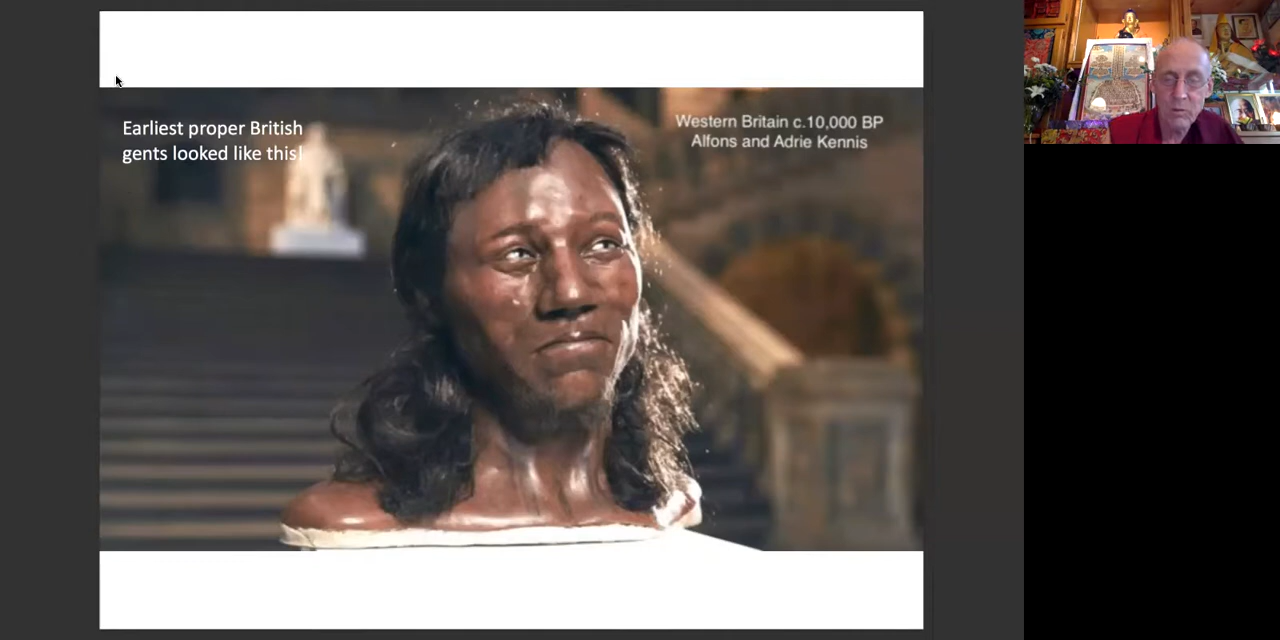 Earliest proper British
gents looked like this!
Western Britain c.10,000 BP
Alfons and Adrie Kennis